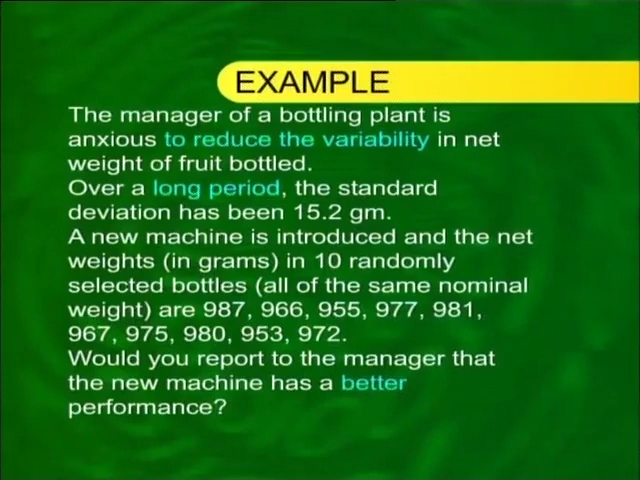 EXAMPLE
The manager of a bottling plant is
anxious to reduce the variability in net
weight of fruit bottled.
Over a long period, the standard
deviation has been 15.2 gm.
A new machine is introduced and the net
weights (in grams) in 10 randomly
selected bottles (all of the same nominal
weight) are 987, 966, 955, 977, 981,
967, 975, 980, 953, 972.
Would you report to the manager that
the new machine has a better
performance?